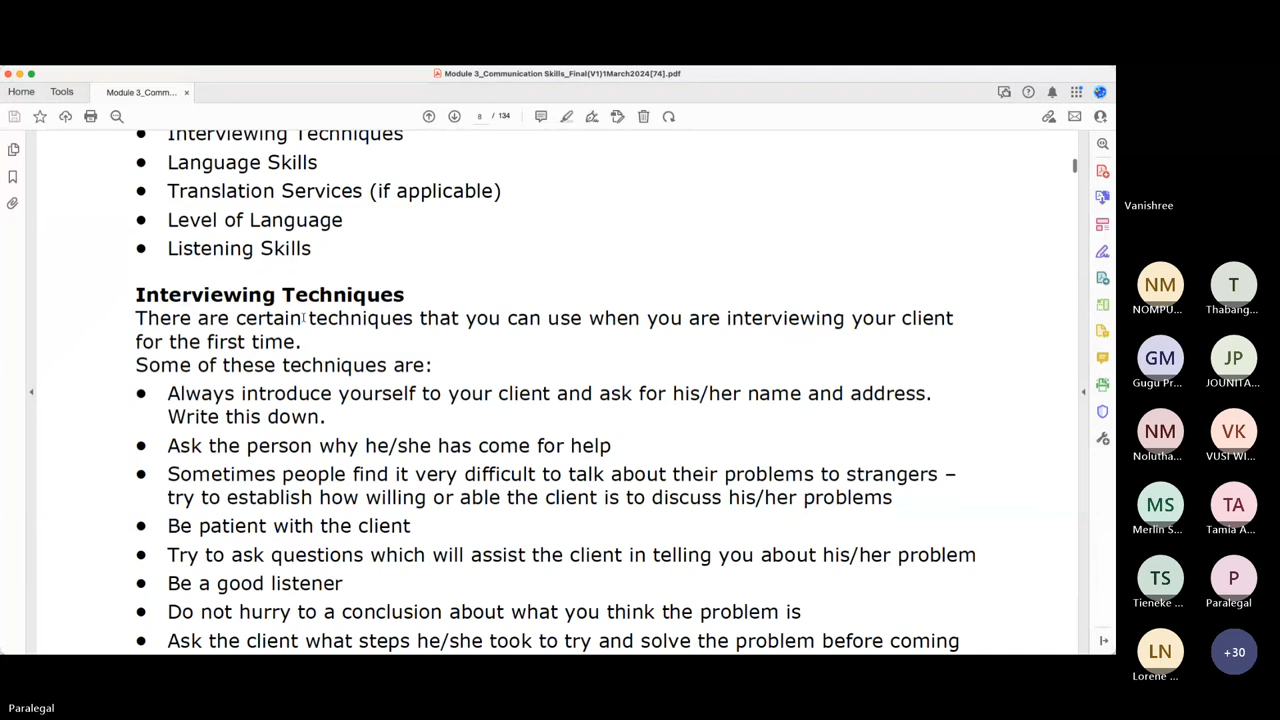 Module 3_Communication Skills_Final(V1)1March2024[74].pdf
Home Tools Module 3_Comm... ×
8 / 134
• Interviewing Techniques
• Language Skills
• Translation Services (if applicable)
• Level of Language
• Listening Skills
Interviewing Techniques
There are certain techniques that you can use when you are interviewing your client
for the first time.
Some of these techniques are:
• Always introduce yourself to your client and ask for his/her name and address.
Write this down.
• Ask the person why he/she has come for help
• Sometimes people find it very difficult to talk about their problems to strangers –
try to establish how willing or able the client is to discuss his/her problems
• Be patient with the client
• Try to ask questions which will assist the client in telling you about his/her problem
• Be a good listener
• Do not hurry to a conclusion about what you think the problem is
• Ask the client what steps he/she took to try and solve the problem before coming
Vanishree
NM T
NOMPU... Thabang...
GM JP
Gugu Pr... JOUNITA...
NM VK
Nolutha... VUSI WI...
MS TA
Merlin S... Tamia A...
TS P
Tieneke ... Paralegal
LN +30
Lorene ...
Paralegal